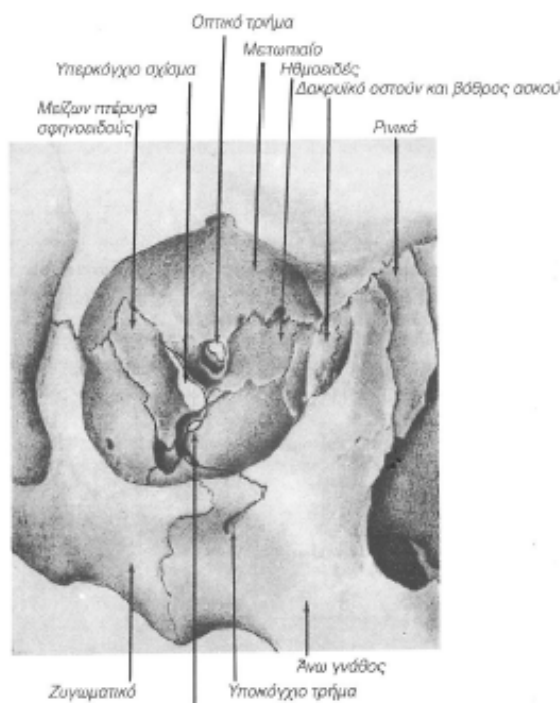 Οπτικό τρήμα
Μετωπιαίο
Υπερκόγχιο σχίσμα
Ηθμοειδές
Δακρυϊκό οστούν και βόθρος ασκού
Μείζων πτέρυγα
σφηνοειδούς
Ρινικό
Άνω γνάθος
Ζυγωματικό
Υποκόγχιο τρήμα